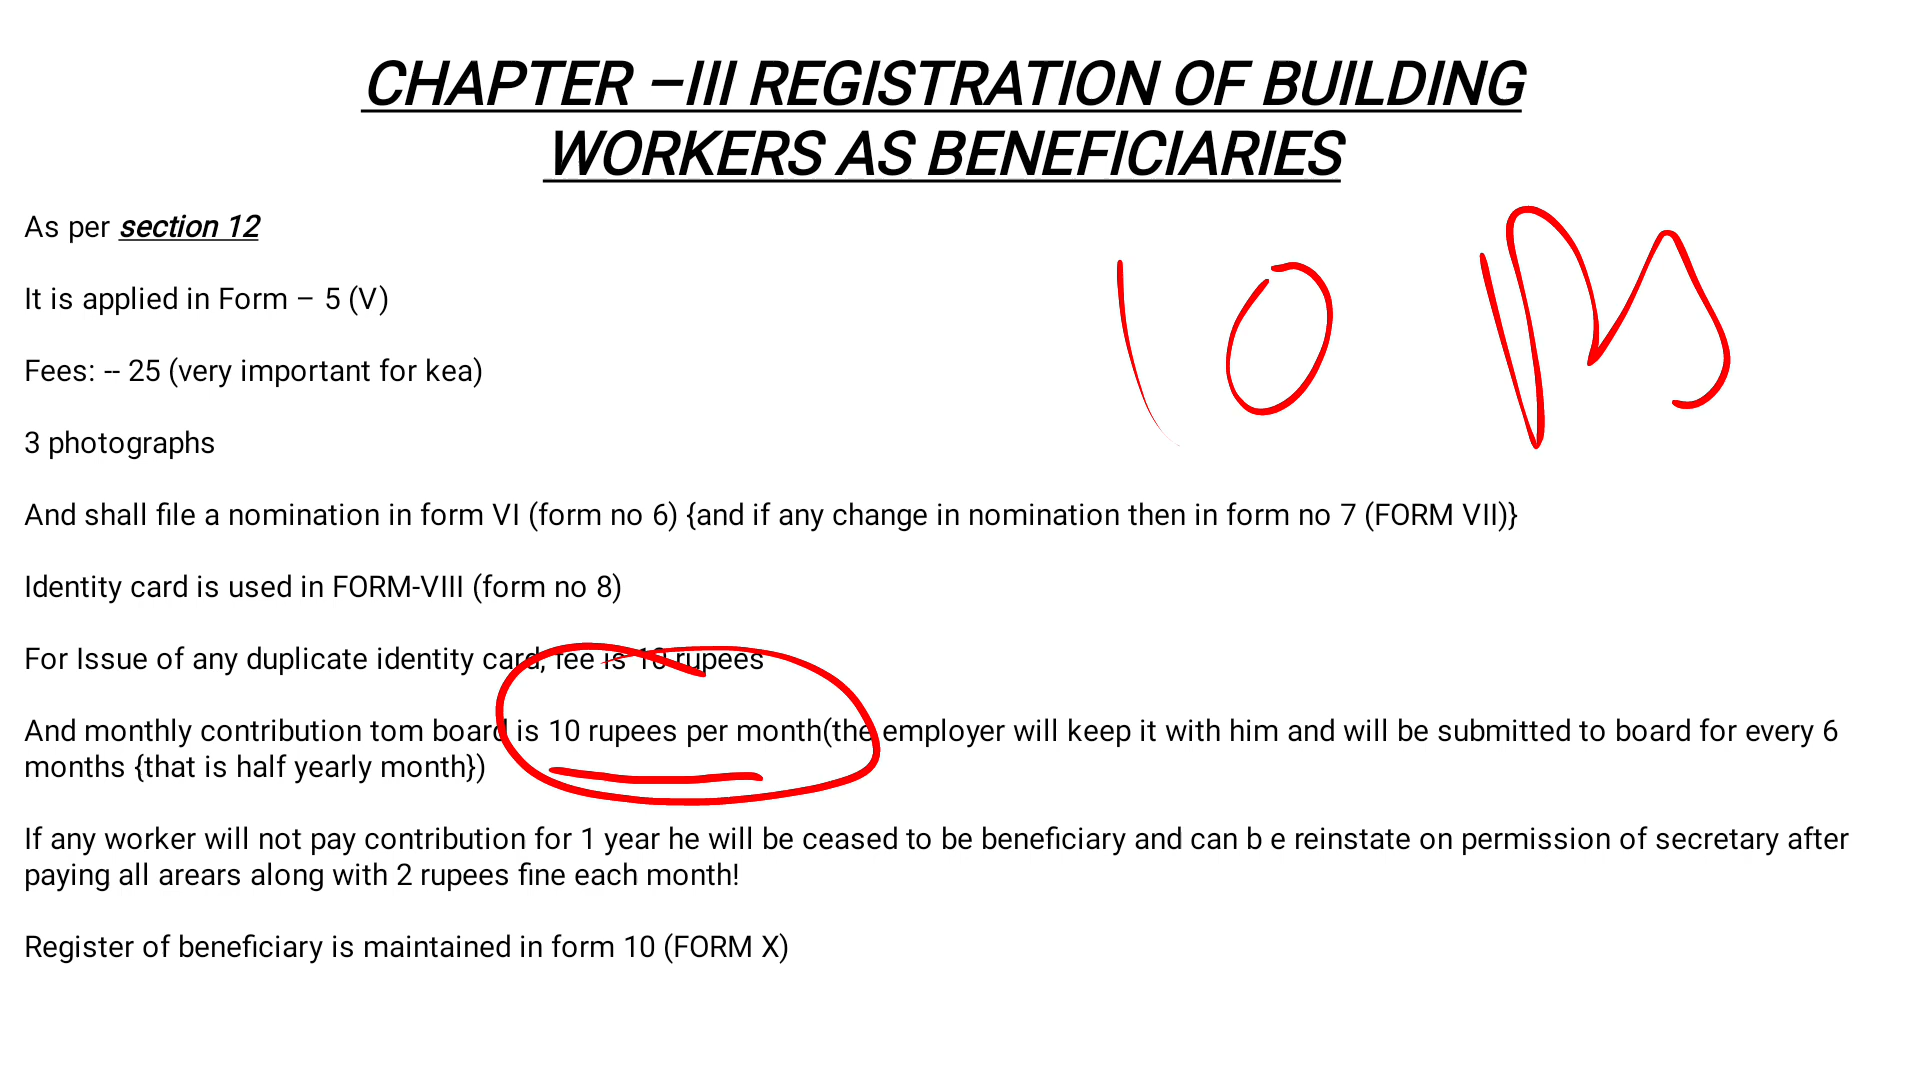 CHAPTER –III REGISTRATION OF BUILDING
WORKERS AS BENEFICIARIES
As per section 12
10 Rs
It is applied in Form – 5 (V)
Fees: -- 25 (very important for kea)
3 photographs
And shall file a nomination in form VI (form no 6) {and if any change in nomination then in form no 7 (FORM VII)}
Identity card is used in FORM-VIII (form no 8)
For Issue of any duplicate identity card, fee is 10 rupees
And monthly contribution tom board is 10 rupees per month(the employer will keep it with him and will be submitted to board for every 6
months {that is half yearly month})
If any worker will not pay contribution for 1 year he will be ceased to be beneficiary and can b e reinstate on permission of secretary after
paying all arears along with 2 rupees fine each month!
Register of beneficiary is maintained in form 10 (FORM X)